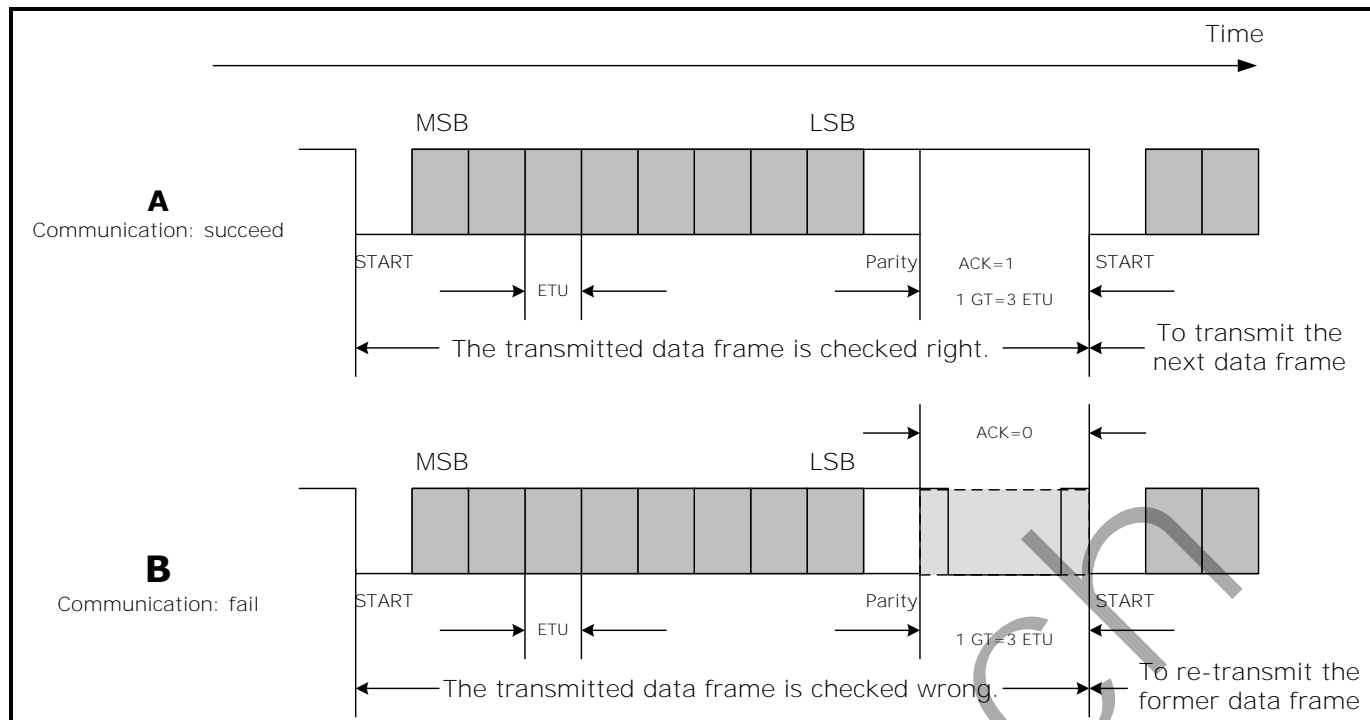 Time
MSB LSB
A
Communication: succeed
START Parity ACK=1 START
ETU 1 GT=3 ETU
The transmitted data frame is checked right.
To transmit the
next data frame
ACK=0
MSB LSB
B
Communication: fail
START Parity START
ETU 1 GT=3 ETU
The transmitted data frame is checked wrong.
To re-transmit the
former data frame
ch